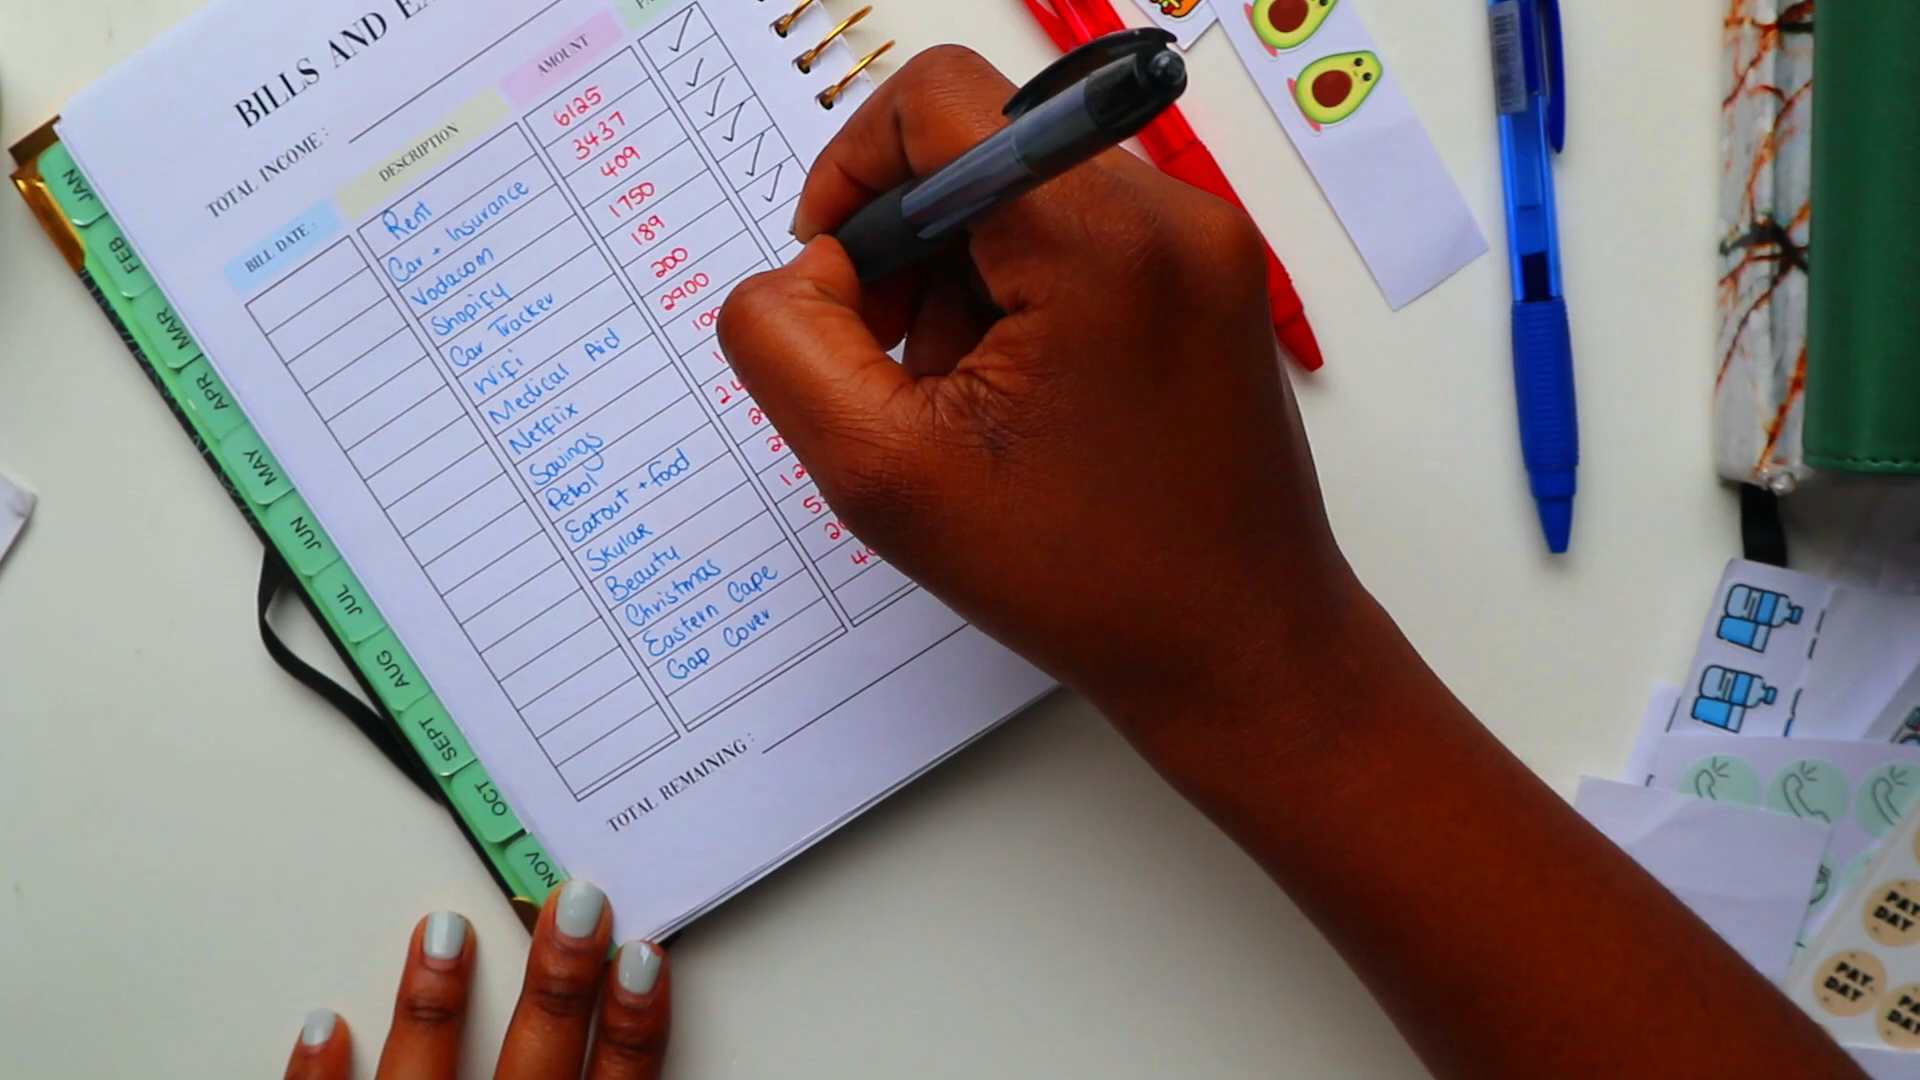 BILLS AND
TOTAL INCOME :
BILL DATE : DESCRIPTION AMOUNT
Rent 6125
Car + Insurance 3437
Vodacom 409
Shopify 1750
Car Tracker 189
Wifi 200
Medical Aid 2900
Netflix
Savings
Petrol
Eatout + food
Skylar
Beauty
Christmas
Eastern Cape
Gap Cover
TOTAL REMAINING :
JAN
FEB
MAR
APR
MAY
JUN
JUL
AUG
SEPT
OCT
NOV
PAY DAY
PAY DAY